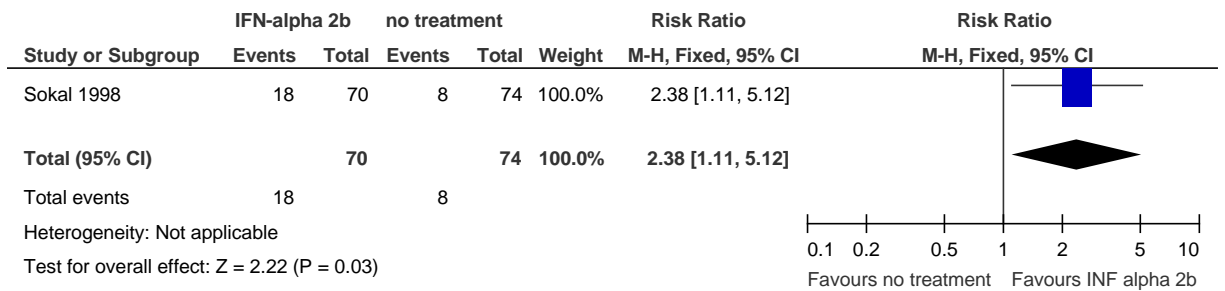 IFN-alpha 2b no treatment Risk Ratio Risk Ratio
Study or Subgroup Events Total Events Total Weight M-H, Fixed, 95% CI M-H, Fixed, 95% CI
Sokal 1998 18 70 8 74 100.0% 2.38 [1.11, 5.12]
Total (95% CI) 70 74 100.0% 2.38 [1.11, 5.12]
Total events 18 8
Heterogeneity: Not applicable
Test for overall effect: Z = 2.22 (P = 0.03)
0.1 0.2 0.5 1 2 5 10
Favours no treatment Favours INF alpha 2b